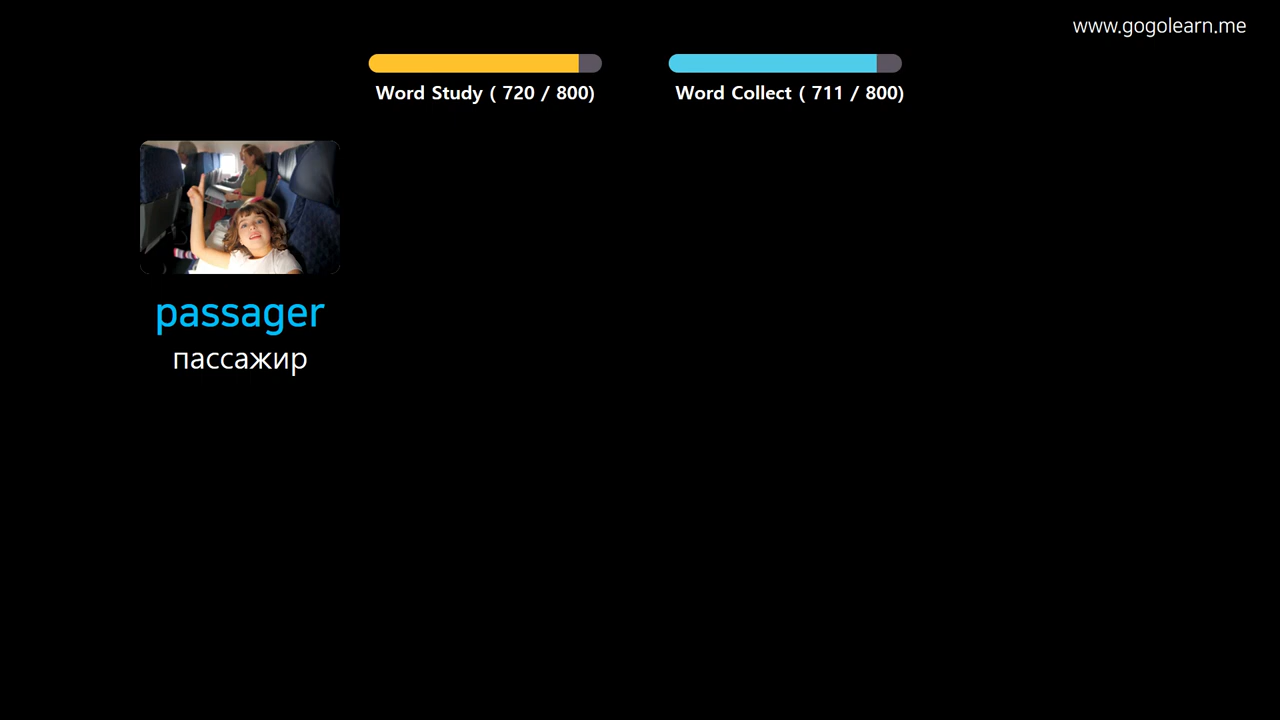 www.gogolearn.me
Word Study ( 720 / 800)
Word Collect ( 711 / 800)
passager
пассажир